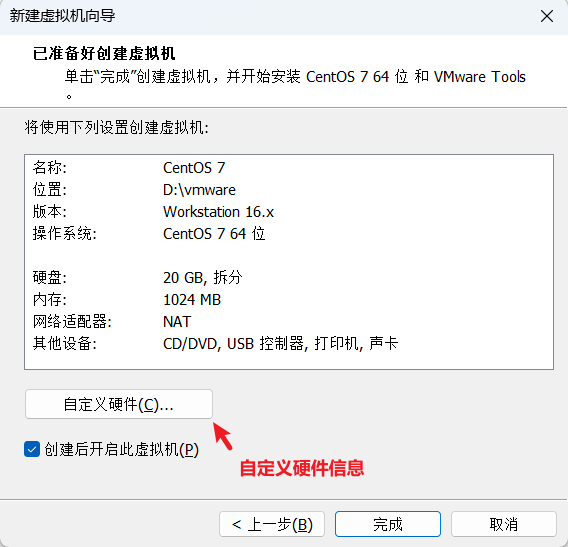 新建虚拟机向导
已准备好创建虚拟机
单击“完成”创建虚拟机，并开始安装 CentOS 7 64 位 和 VMware Tools
。
将使用下列设置创建虚拟机:
名称: CentOS 7
位置: D:\vmware
版本: Workstation 16.x
操作系统: CentOS 7 64 位
硬盘: 20 GB, 拆分
内存: 1024 MB
网络适配器: NAT
其他设备: CD/DVD, USB 控制器, 打印机, 声卡
自定义硬件(C)...
创建后开启此虚拟机(P)
自定义硬件信息
< 上一步(B) 完成 取消